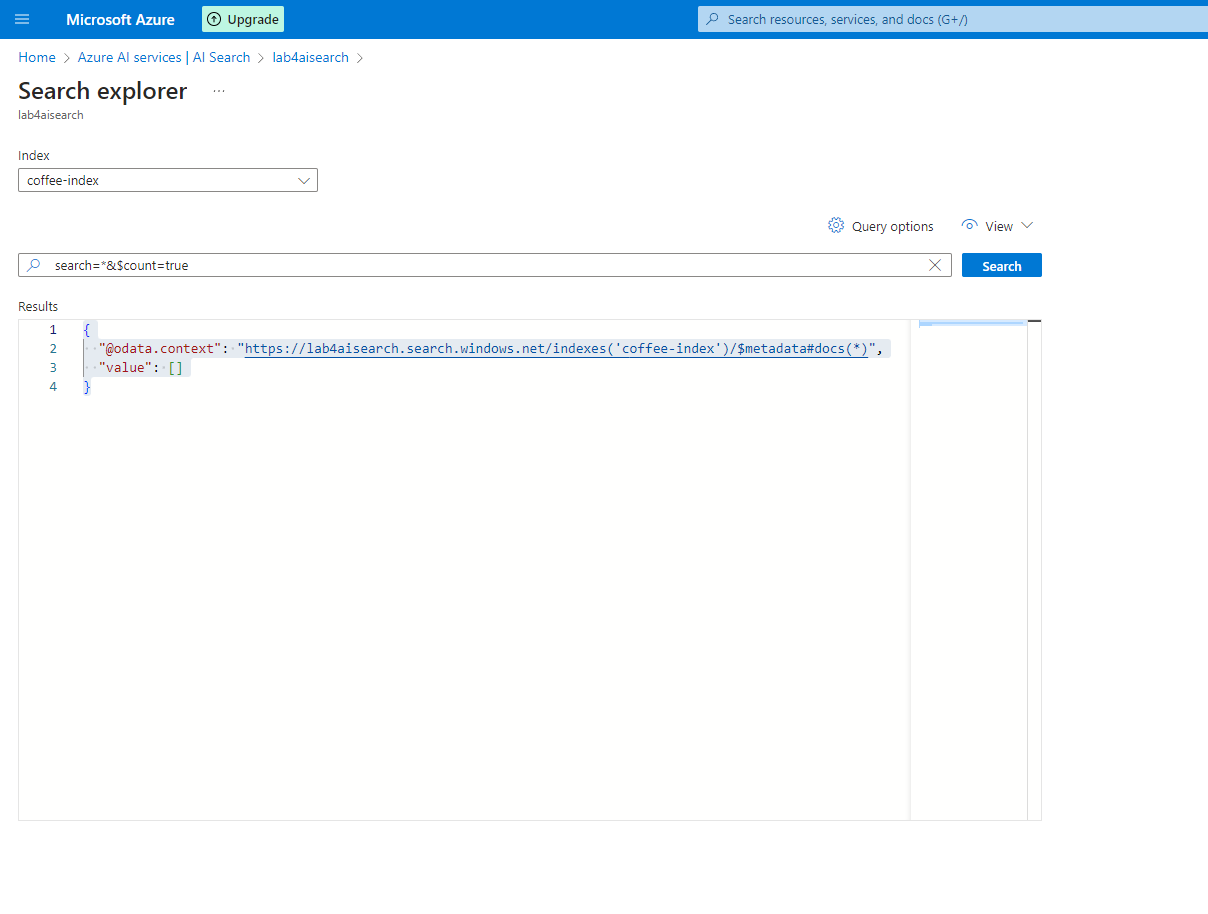 Microsoft Azure
Upgrade
Search resources, services, and docs (G+/)
Home > Azure AI services | AI Search > lab4aisearch >
Search explorer ...
lab4aisearch
Index
coffee-index
Query options
View
search=*&$count=true
Search
Results
1 {
2 "@odata.context": "https://lab4aisearch.search.windows.net/indexes('coffee-index')/$metadata#docs(*)",
3 "value": []
4 }